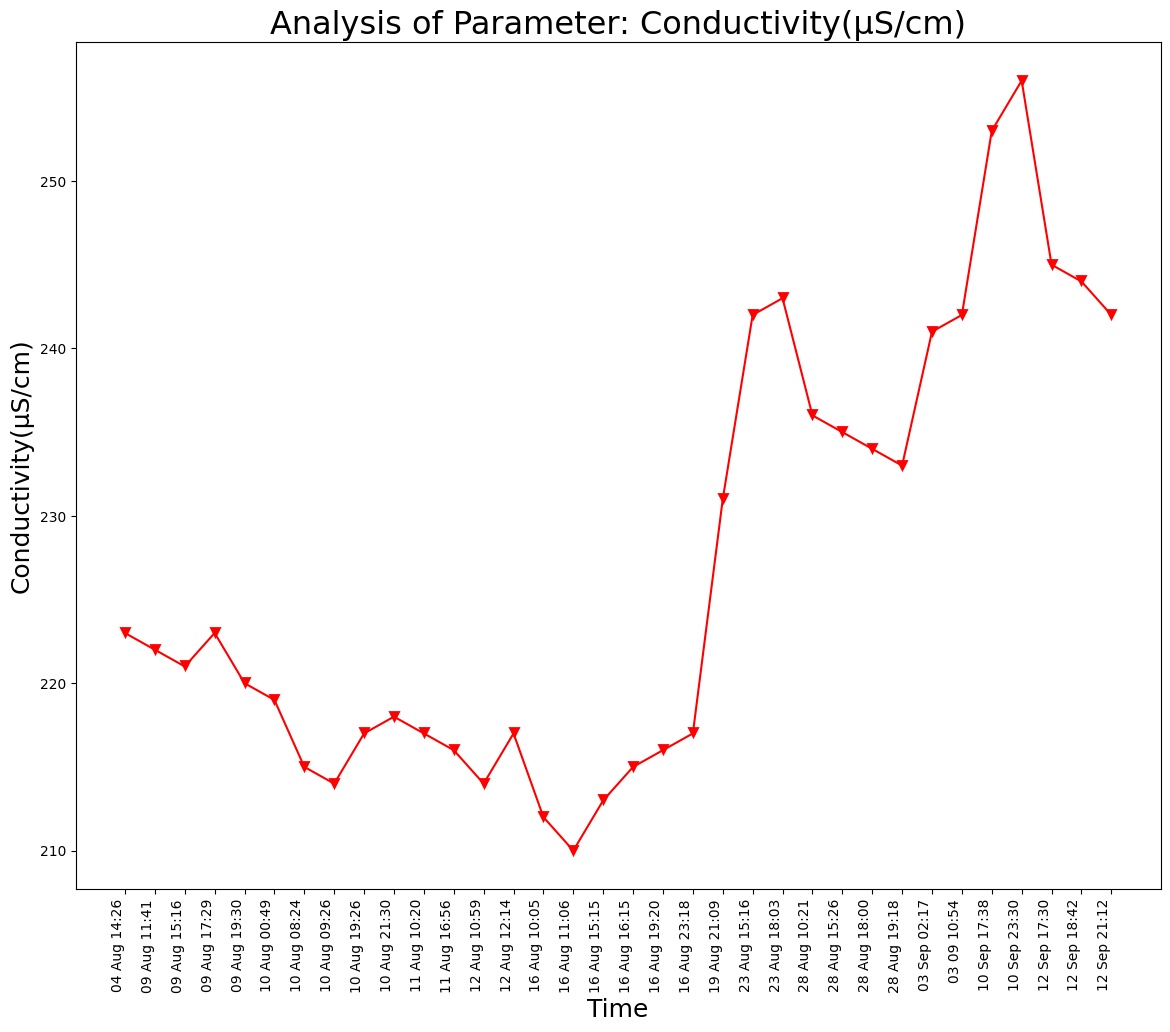 Analysis of Parameter: Conductivity(µS/cm)
Conductivity(µS/cm)
250
240
230
220
210
04 Aug 14:26
09 Aug 11:41
09 Aug 15:16
09 Aug 17:29
09 Aug 19:30
10 Aug 00:49
10 Aug 08:24
10 Aug 09:26
10 Aug 19:26
10 Aug 21:30
11 Aug 10:20
11 Aug 16:56
12 Aug 10:59
12 Aug 12:14
16 Aug 10:05
16 Aug 11:06
16 Aug 15:15
16 Aug 16:15
16 Aug 19:20
16 Aug 23:18
19 Aug 21:09
23 Aug 15:16
23 Aug 18:03
28 Aug 10:21
28 Aug 15:26
28 Aug 18:00
28 Aug 19:18
03 Sep 02:17
03 09 10:54
10 Sep 17:38
10 Sep 23:30
12 Sep 17:30
12 Sep 18:42
12 Sep 21:12
Time